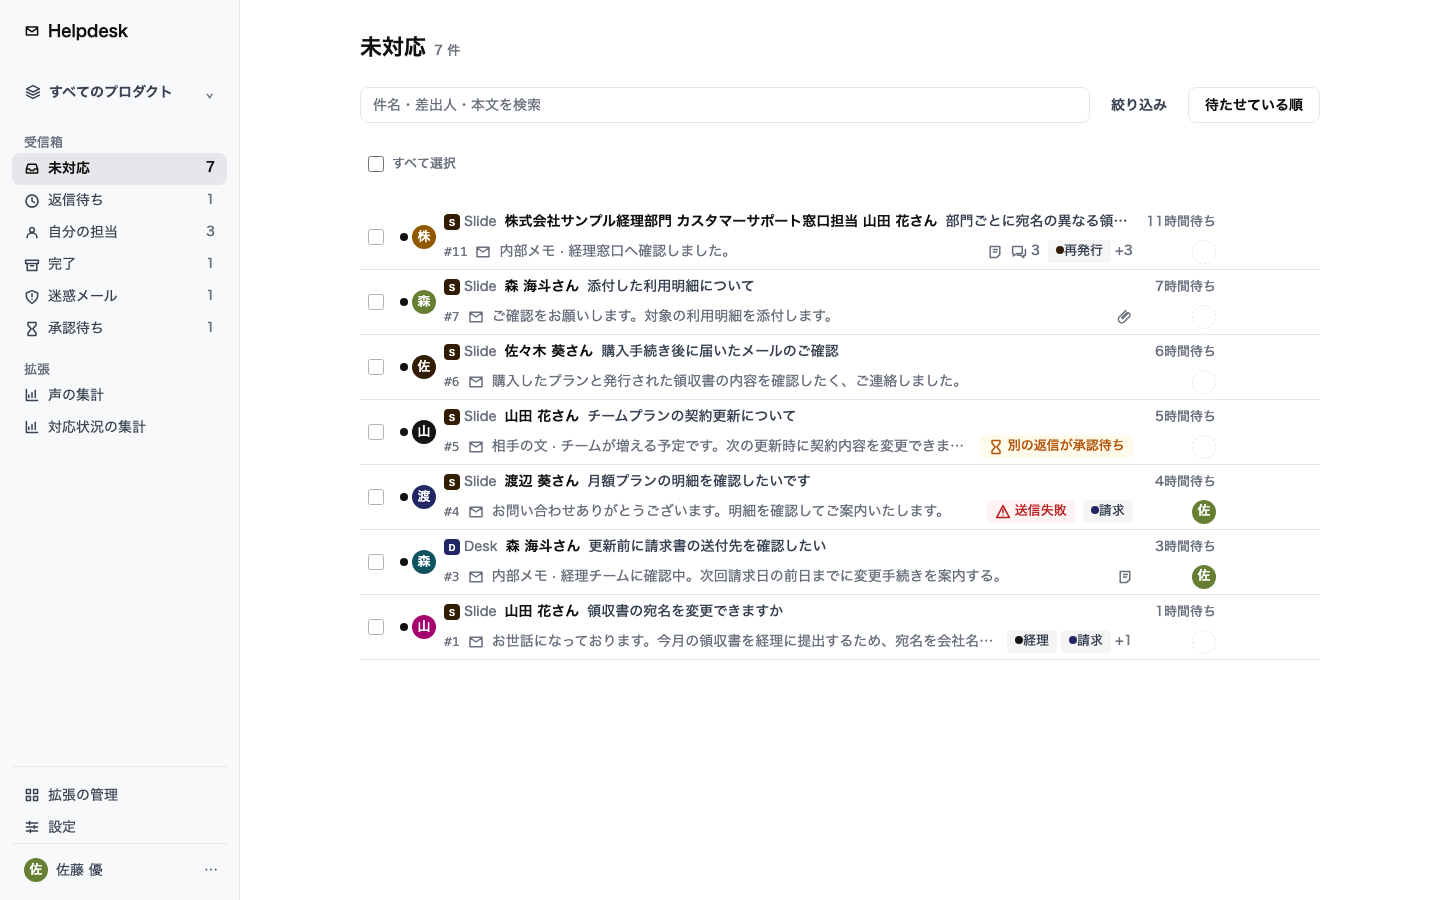 Helpdesk
すべてのプロダクト
受信箱
未対応 7
返信待ち 1
自分の担当 3
完了 1
迷惑メール 1
承認待ち 1
拡張
声の集計
対応状況の集計
拡張の管理
設定
佐 佐藤 優 …
未対応 7 件
件名・差出人・本文を検索 絞り込み 待たせている順
すべて選択
株 S Slide 株式会社サンプル経理部門 カスタマーサポート窓口担当 山田 花さん 部門ごとに宛名の異なる領… 11時間待ち
#11 内部メモ · 経理窓口へ確認しました。 3 再発行 +3
森 S Slide 森 海斗さん 添付した利用明細について 7時間待ち
#7 ご確認をお願いします。対象の利用明細を添付します。
佐 S Slide 佐々木 葵さん 購入手続き後に届いたメールのご確認 6時間待ち
#6 購入したプランと発行された領収書の内容を確認したく、ご連絡しました。
山 S Slide 山田 花さん チームプランの契約更新について 5時間待ち
#5 相手の文 · チームが増える予定です。次の更新時に契約内容を変更できま… 別の返信が承認待ち
渡 S Slide 渡辺 葵さん 月額プランの明細を確認したいです 4時間待ち
#4 お問い合わせありがとうございます。明細を確認してご案内いたします。 送信失敗 請求 佐
森 D Desk 森 海斗さん 更新前に請求書の送付先を確認したい 3時間待ち
#3 内部メモ · 経理チームに確認中。次回請求日の前日までに変更手続きを案内する。 佐
山 S Slide 山田 花さん 領収書の宛名を変更できますか 1時間待ち
#1 お世話になっております。今月の領収書を経理に提出するため、宛名を会社名… 経理 請求 +1